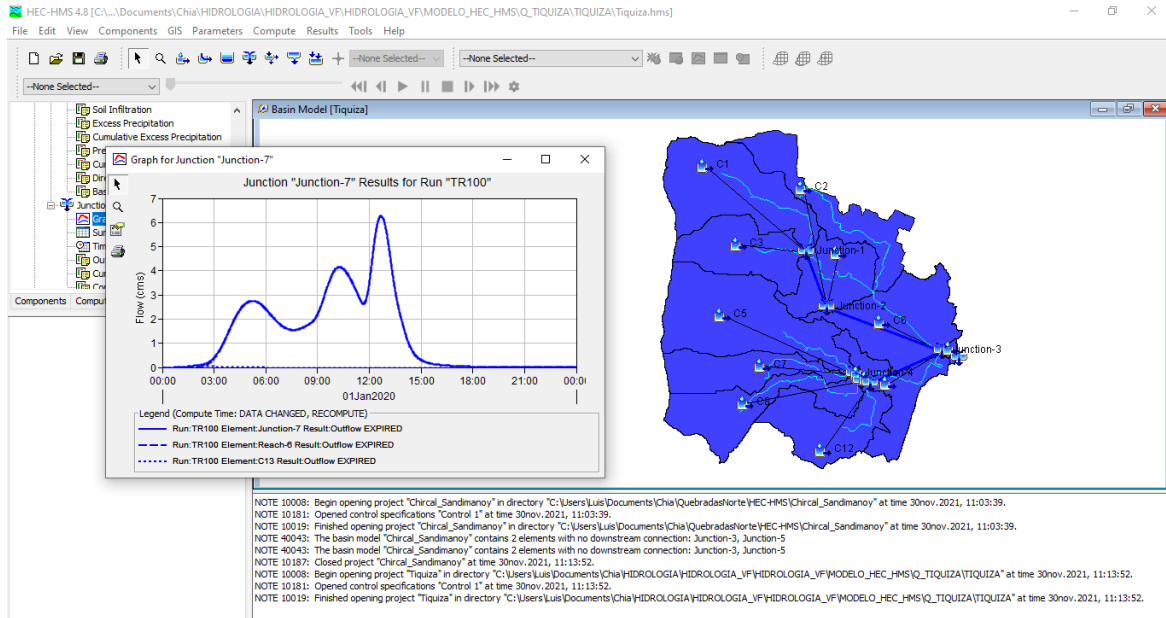 HEC-HMS 4.8 [C:\...\Documents\Chia\HIDROLOGIA\HIDROLOGIA_VF\HIDROLOGIA_VF\MODELO_HEC_HMS\Q_TIQUIZA\TIQUIZA\Tiquiza.hms]
File Edit View Components GIS Parameters Compute Results Tools Help
--None Selected-- --None Selected--
--None Selected--
Soil Infiltration
Excess Precipitation
Cumulative Excess Precipitation
Pre
Cu
Dire
Bas
Junctio
Gra
Sur
Tim
Ou
Cu
Components Comput
Basin Model [Tiquiza]
C1
C2
C3
Junction-1
Junction-2
C5
C6
Junction-3
C7
Junction-4
C12
Graph for Junction "Junction-7"
Junction "Junction-7" Results for Run "TR100"
Flow (cms)
7
6
5
4
3
2
1
0
00:00 03:00 06:00 09:00 12:00 15:00 18:00 21:00 00:0
01Jan2020
Legend (Compute Time: DATA CHANGED, RECOMPUTE)
Run:TR100 Element:Junction-7 Result:Outflow EXPIRED
Run:TR100 Element:Reach-6 Result:Outflow EXPIRED
Run:TR100 Element:C13 Result:Outflow EXPIRED
NOTE 10008: Begin opening project "Chircal_Sandimanoy" in directory "C:\Users\Luis\Documents\Chia\QuebradasNorte\HEC-HMS\Chircal_Sandimanoy" at time 30nov.2021, 11:03:39.
NOTE 10181: Opened control specifications "Control 1" at time 30nov.2021, 11:03:39.
NOTE 10019: Finished opening project "Chircal_Sandimanoy" in directory "C:\Users\Luis\Documents\Chia\QuebradasNorte\HEC-HMS\Chircal_Sandimanoy" at time 30nov.2021, 11:03:39.
NOTE 40043: The basin model "Chircal_Sandimanoy" contains 2 elements with no downstream connection: Junction-3, Junction-5
NOTE 40043: The basin model "Chircal_Sandimanoy" contains 2 elements with no downstream connection: Junction-3, Junction-5
NOTE 10187: Closed project "Chircal_Sandimanoy" at time 30nov.2021, 11:13:52.
NOTE 10008: Begin opening project "Tiquiza" in directory "C:\Users\Luis\Documents\Chia\HIDROLOGIA\HIDROLOGIA_VF\HIDROLOGIA_VF\MODELO_HEC_HMS\Q_TIQUIZA\TIQUIZA" at time 30nov.2021, 11:13:52.
NOTE 10181: Opened control specifications "Control 1" at time 30nov.2021, 11:13:52.
NOTE 10019: Finished opening project "Tiquiza" in directory "C:\Users\Luis\Documents\Chia\HIDROLOGIA\HIDROLOGIA_VF\HIDROLOGIA_VF\MODELO_HEC_HMS\Q_TIQUIZA\TIQUIZA" at time 30nov.2021, 11:13:52.